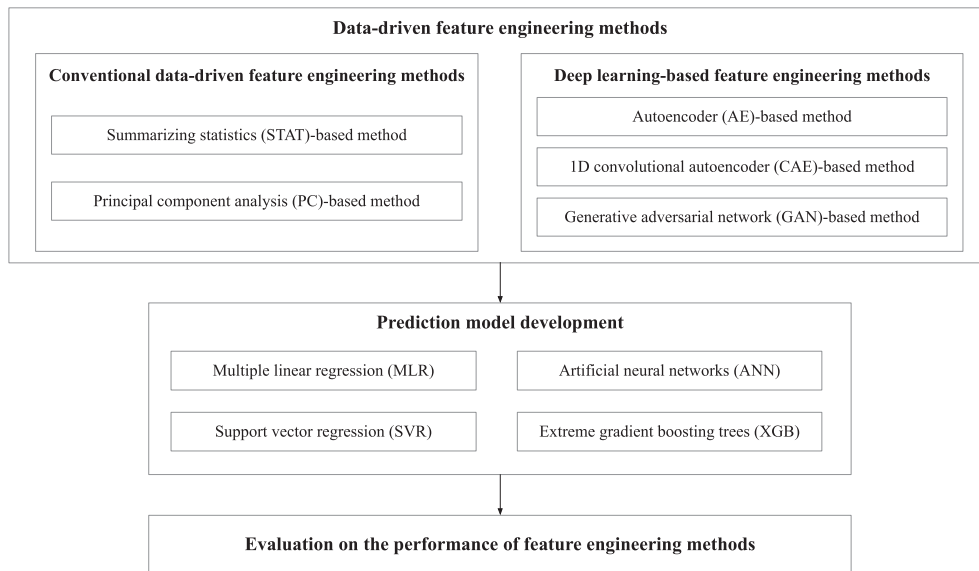 Data-driven feature engineering methods
Conventional data-driven feature engineering methods
Summarizing statistics (STAT)-based method
Principal component analysis (PC)-based method
Deep learning-based feature engineering methods
Autoencoder (AE)-based method
1D convolutional autoencoder (CAE)-based method
Generative adversarial network (GAN)-based method
Prediction model development
Multiple linear regression (MLR)
Artificial neural networks (ANN)
Support vector regression (SVR)
Extreme gradient boosting trees (XGB)
Evaluation on the performance of feature engineering methods